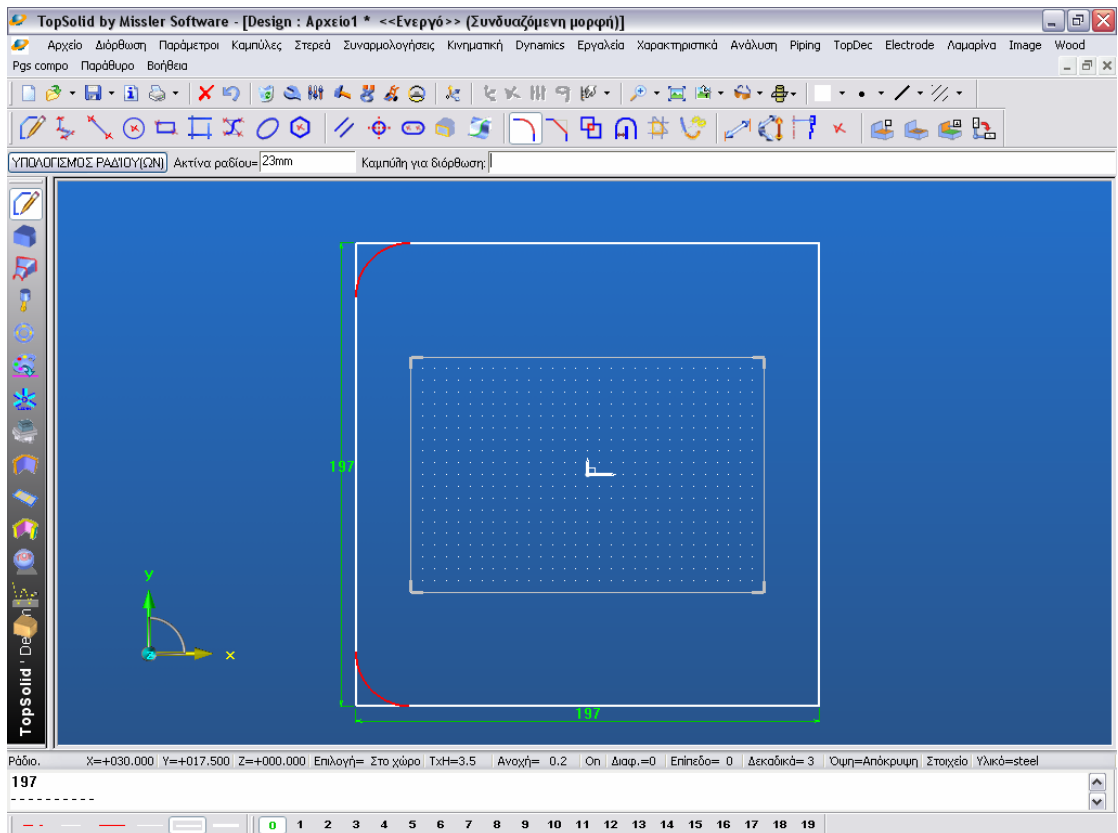 TopSolid by Missler Software - [Design : Αρχείο1 * <<Ενεργό>> (Συνδυαζόμενη μορφή)]
Αρχείο Διόρθωση Παράμετροι Καμπύλες Στερεά Συναρμολογήσεις Κινηματική Dynamics Εργαλεία Χαρακτηριστικά Ανάλυση Piping TopDec Electrode Λαμαρίνα Image Wood
Pgs compo Παράθυρο Βοήθεια
ΥΠΟΛΟΓΙΣΜΟΣ ΡΑΔΙΟΥ(ΩΝ) Ακτίνα ραδίου= 23mm Καμπύλη για διόρθωση:
197
y
x
z
197
TopSolid'Design
Ράδιο. X=+030.000 Y=+017.500 Z=+000.000 Επιλογή= Στο χώρο TxH=3.5 Ανοχή= 0.2 On Διαφ.=0 Επίπεδο= 0 Δεκαδικά= 3 Όψη=Απόκρυψη Στοιχείο Υλικό=steel
197
----------
0 1 2 3 4 5 6 7 8 9 10 11 12 13 14 15 16 17 18 19